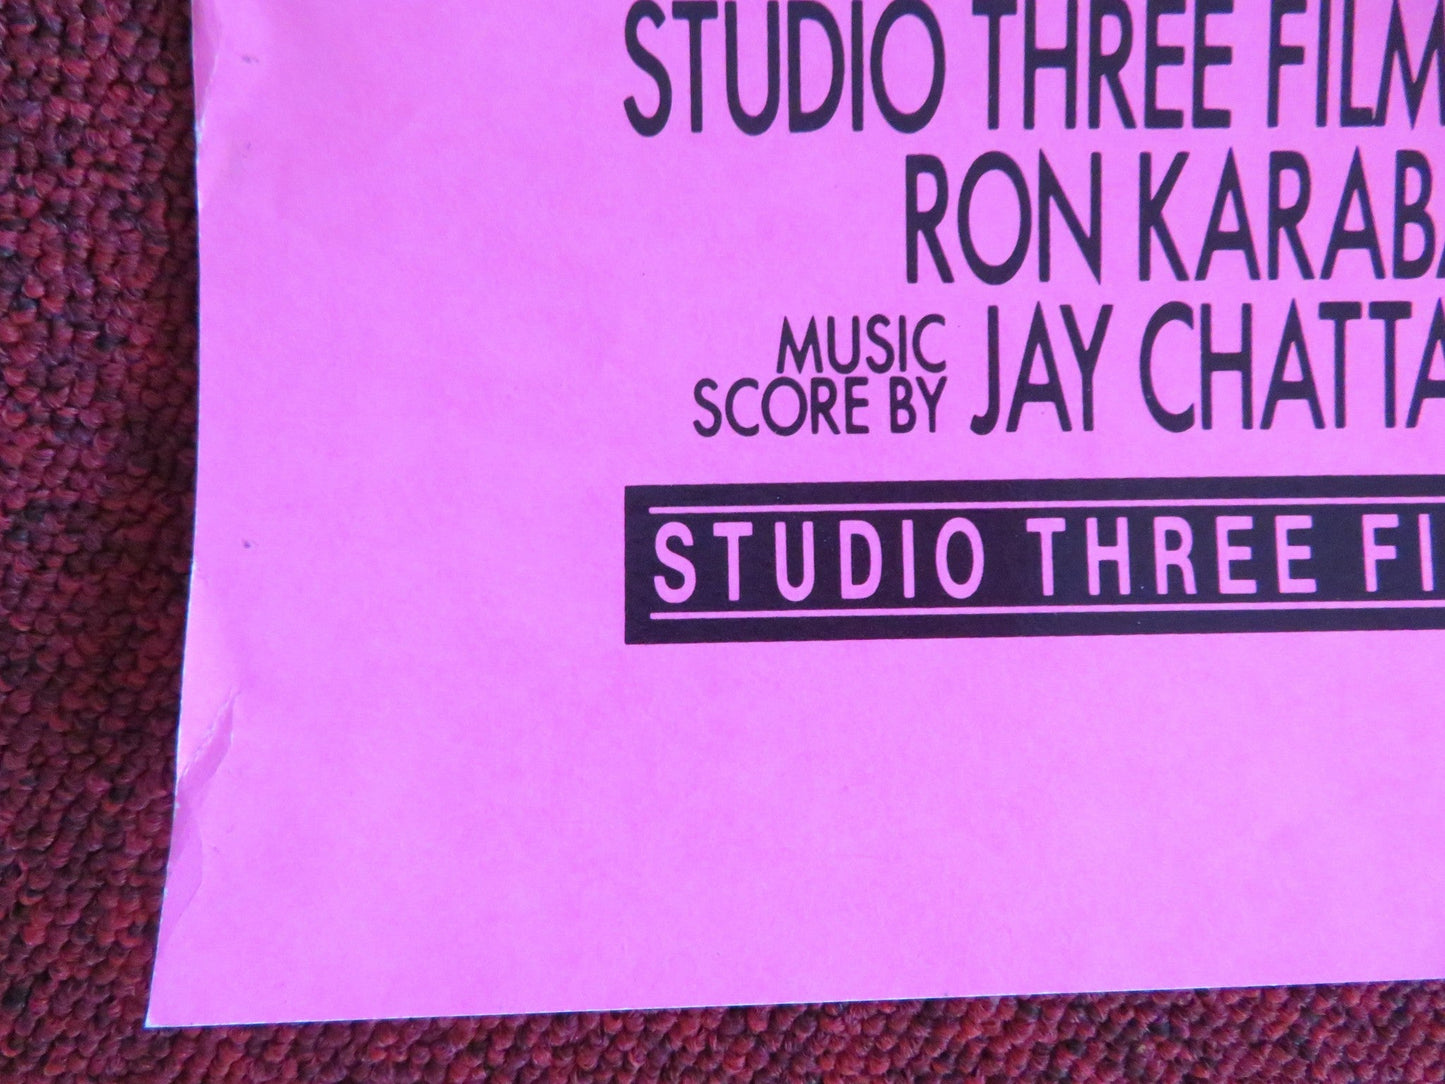 STUDIO THREE FILM
RON KARABA
MUSIC
SCORE BY JAY CHATTA
STUDIO THREE FI